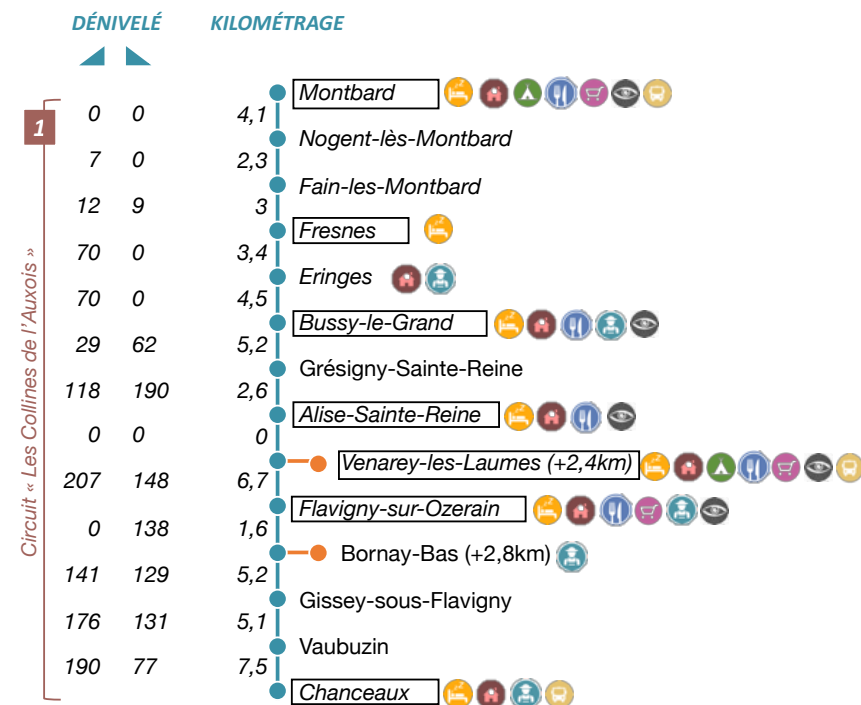 DÉNIVELÉ KILOMÉTRAGE
Montbard
1 0 0 4,1
Nogent-lès-Montbard
7 0 2,3
Fain-les-Montbard
12 9 3
Fresnes
70 0 3,4
Eringes
70 0 4,5
Bussy-le-Grand
29 62 5,2
Grésigny-Sainte-Reine
118 190 2,6
Alise-Sainte-Reine
0 0 0
Venarey-les-Laumes (+2,4km)
207 148 6,7
Flavigny-sur-Ozerain
0 138 1,6
Bornay-Bas (+2,8km)
141 129 5,2
Gissey-sous-Flavigny
176 131 5,1
Vaubuzin
190 77 7,5
Chanceaux
Circuit « Les Collines de l'Auxois »